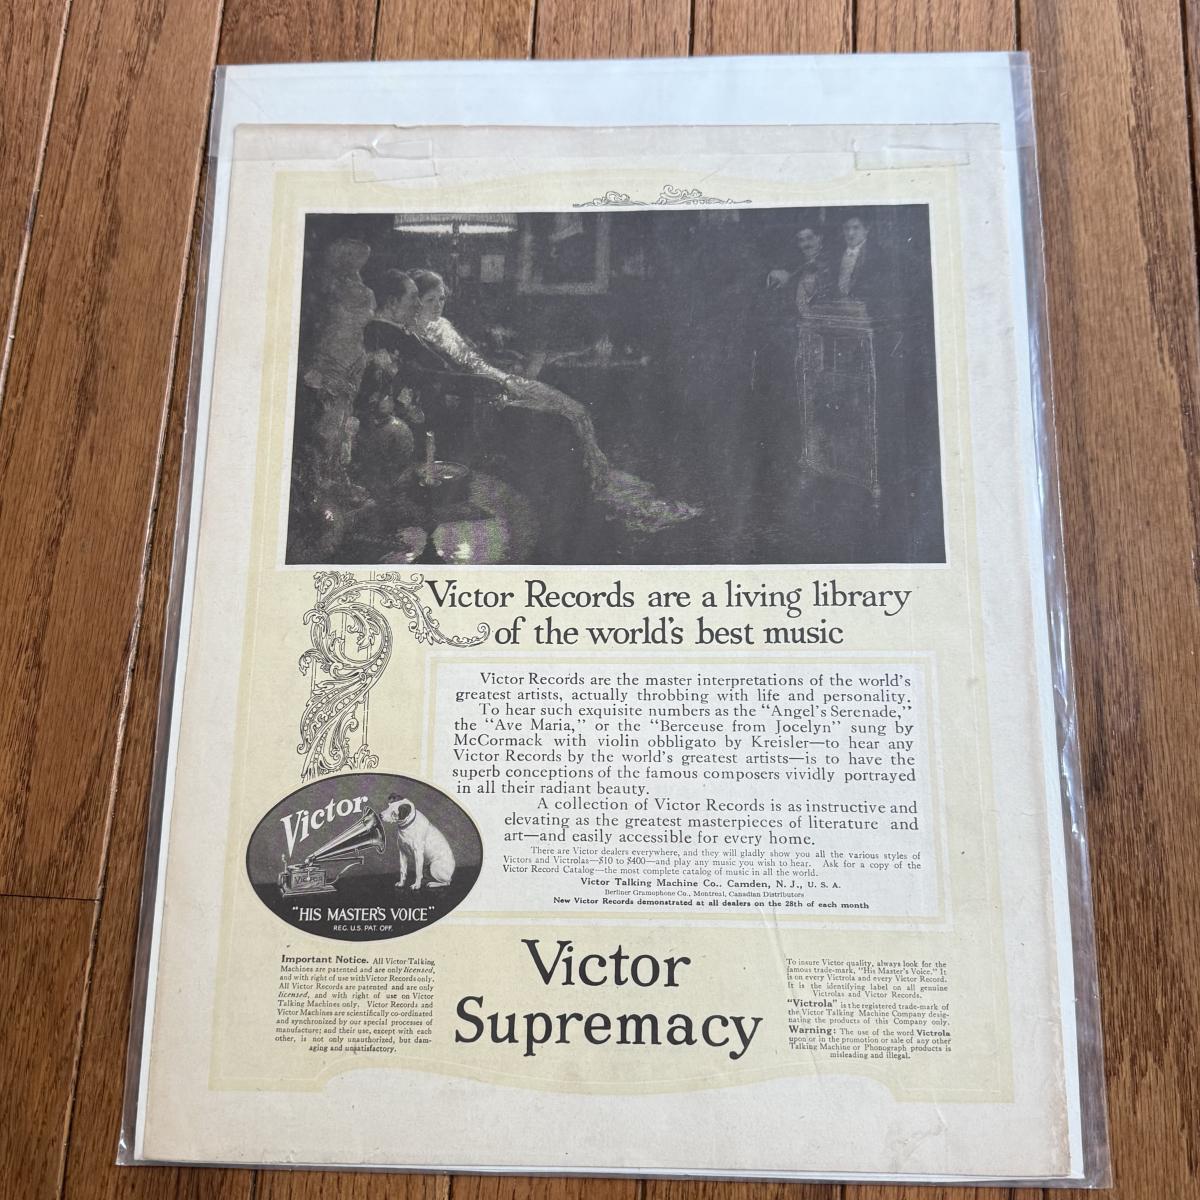 Victor Records are a living library
of the world's best music
Victor Records are the master interpretations of the world's
greatest artists, actually throbbing with life and personality.
To hear such exquisite numbers as the "Angel's Serenade,"
the "Ave Maria," or the "Berceuse from Jocelyn" sung by
McCormack with violin obbligato by Kreisler—to hear any
Victor Records by the world's greatest artists—is to have the
superb conceptions of the famous composers vividly portrayed
in all their radiant beauty.
A collection of Victor Records is as instructive and
elevating as the greatest masterpieces of literature and
art—and easily accessible for every home.
There are Victor dealers everywhere, and they will gladly show you all the various styles of
Victors and Victrolas—$10 to $400—and play any music you wish to hear. Ask for a copy of the
Victor Record Catalog—the most complete catalog of music in all the world.
Victor Talking Machine Co., Camden, N. J., U. S. A.
Berliner Gramophone Co., Montreal, Canadian Distributors
New Victor Records demonstrated at all dealers on the 28th of each month
Victor
VICTOR
"HIS MASTER'S VOICE"
REG. U.S. PAT. OFF.
Important Notice. All Victor Talking
Machines are patented and are only licensed,
and with right of use with Victor Records only.
All Victor Records are patented and are only
licensed, and with right of use on Victor
Talking Machines only. Victor Records and
Victor Machines are scientifically co-ordinated
and synchronized by our special processes of
manufacture; and their use, except with each
other, is not only unauthorized, but dam-
aging and unsatisfactory.
Victor
Supremacy
To insure Victor quality, always look for the
famous trade-mark, "His Master's Voice." It
is on every Victrola and every Victor Record.
It is the identifying label on all genuine
Victrolas and Victor Records.
"Victrola" is the registered trade-mark of
the Victor Talking Machine Company desig-
nating the products of this Company only.
Warning: The use of the word Victrola
upon or in the promotion or sale of any other
Talking Machine or Phonograph products is
misleading and illegal.